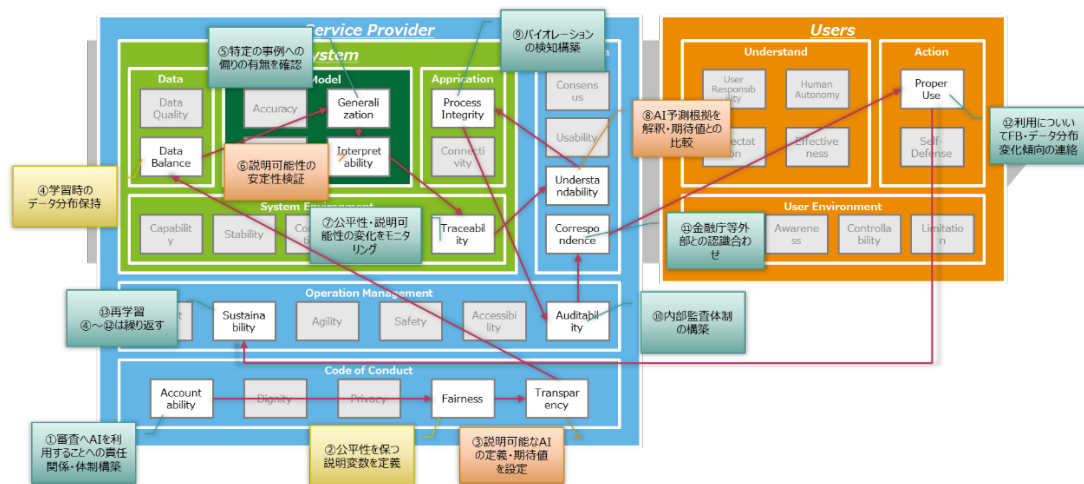 Service Provider
Users
⑤特定の事例への
偏りの有無を確認
⑨バイオレーション
の検知構築
Understand
Action
Data
Model
Application
Data
Quality
Accuracy
Generali
zation
Process
Integrity
Consens
us
User
Responsib
ility
Human
Autonomy
Proper
Use
⑧AI予測根拠を
解釈・期待値との
比較
⑫利用につい
てFB・データ分布
変化傾向の連絡
Data
Balance
⑥説明可能性の
安定性検証
Interpret
ability
Connecti
vity
Usability
Effective
ness
Self-
Defense
④学習時の
データ分布保持
Understa
ndability
System
⑦公平性・説明可
能性の変化をモニタ
リング
User Environment
Capabilit
y
Stability
Traceabi
lity
Correspo
ndence
⑪金融庁等外
部との認識合わ
せ
Awarene
ss
Controlla
bility
Limitatio
n
Operation Management
⑬再学習
④～⑫は繰り返す
Sustaina
bility
Agility
Safety
Accessibi
lity
Auditabi
lity
⑩内部監査体制
の構築
Code of Conduct
Account
ability
Dignity
Privacy
Fairness
Transpar
ency
①審査へAIを利
用することへの責任
関係・体制構築
②公平性を保つ
説明変数を定義
③説明可能なAI
の定義・期待値
を設定